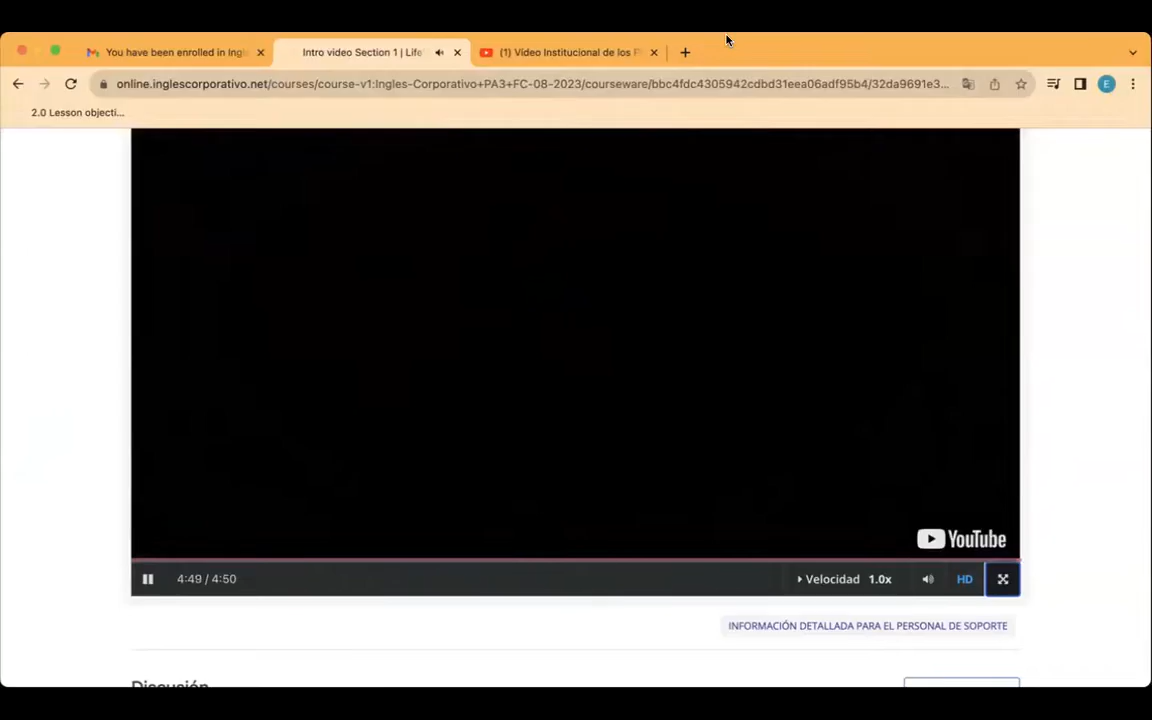 You have been enrolled in Ingl
Intro video Section 1 | Life
(1) Video Institucional de los P
online.inglescorporativo.net/courses/course-v1:Ingles-Corporativo+PA3+FC-08-2023/courseware/bbc4fdc4305942cdbd31eea06adf95b4/32da9691e3...
E
2.0 Lesson objecti...
YouTube
4:49 / 4:50
Velocidad 1.0x
HD
INFORMACIÓN DETALLADA PARA EL PERSONAL DE SOPORTE
Discusión